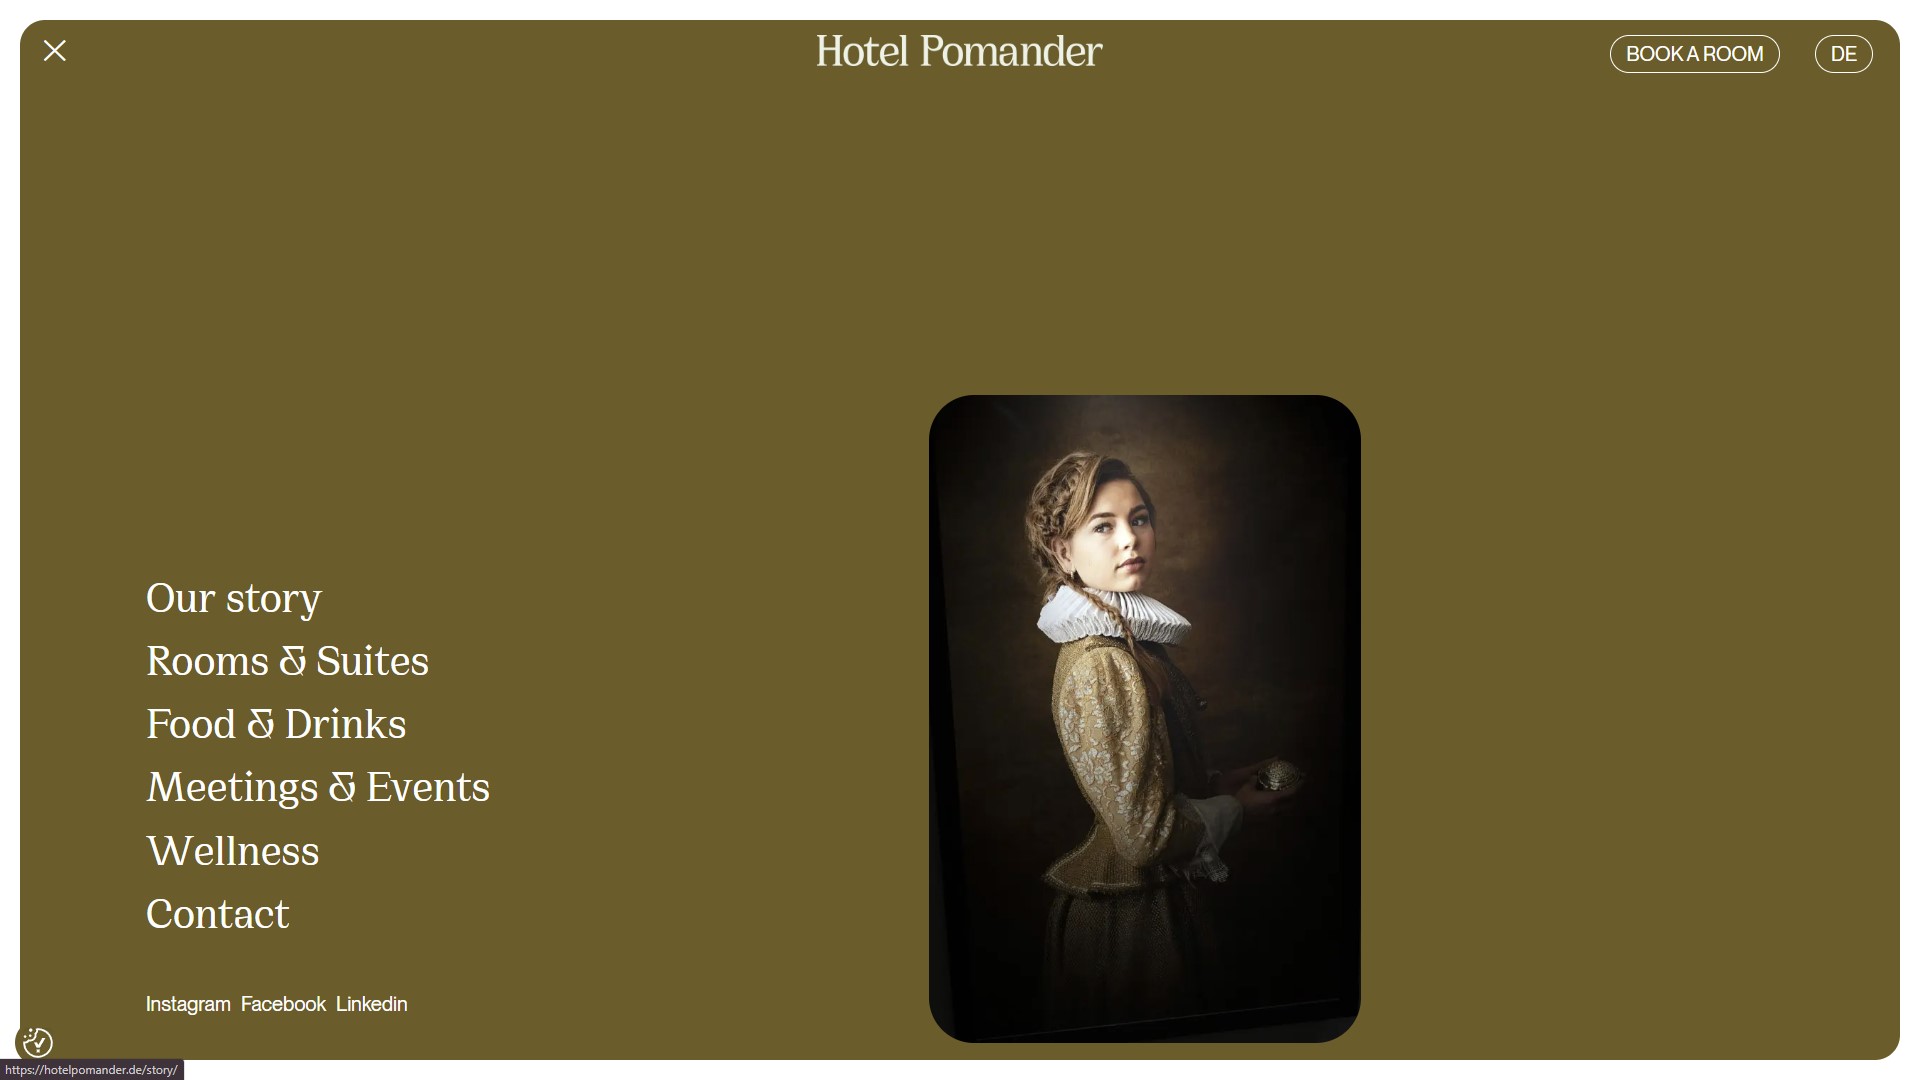 Hotel Pomander
BOOK A ROOM
DE
Our story
Rooms & Suites
Food & Drinks
Meetings & Events
Wellness
Contact
Instagram Facebook Linkedin
https://hotelpomander.de/story/